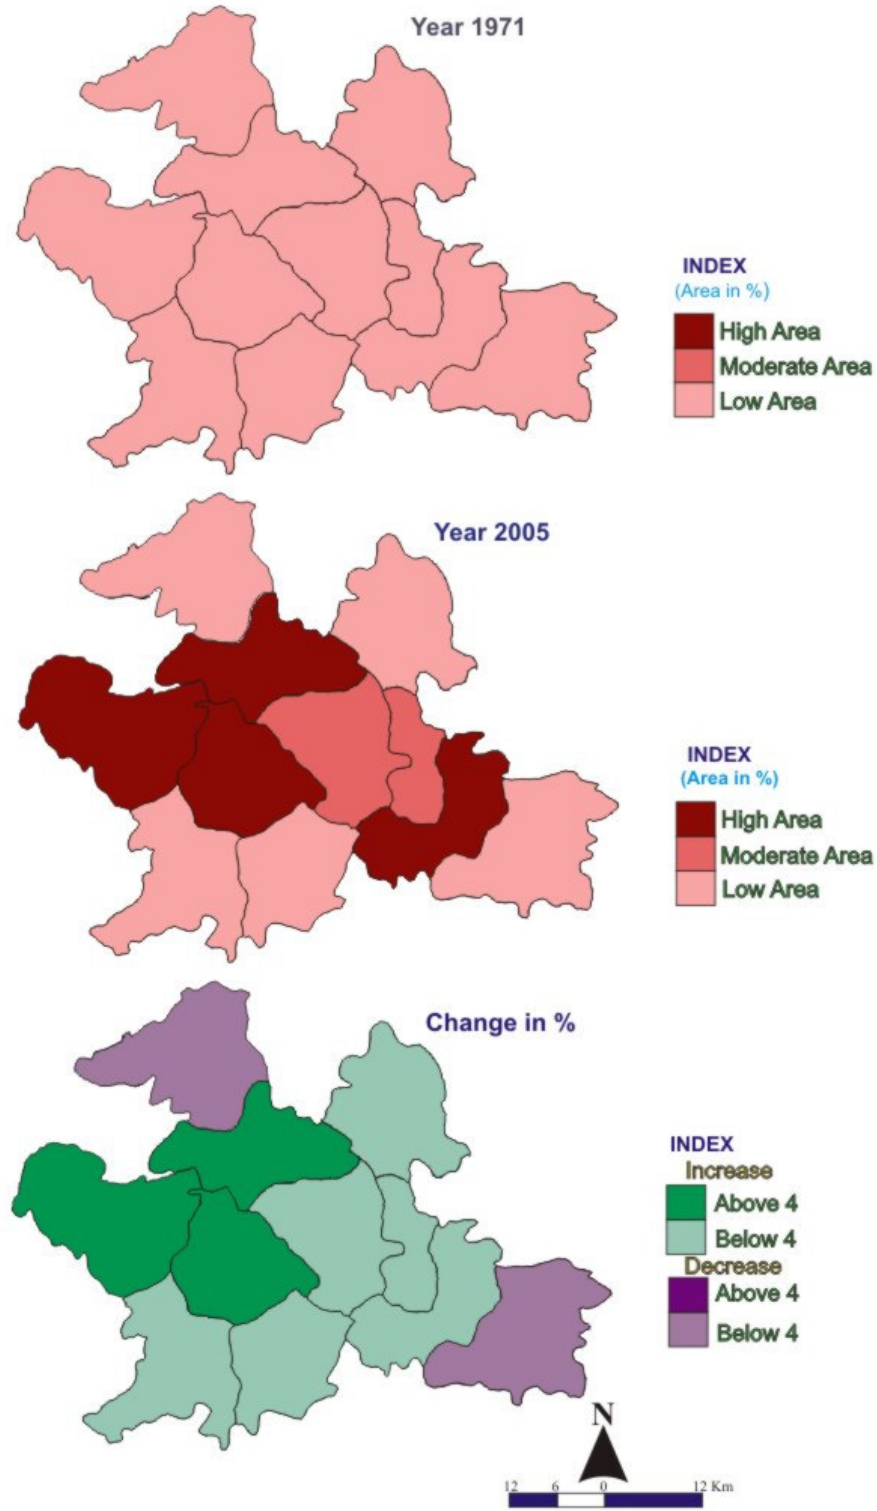 Year 1971
INDEX
(Area in %)
High Area
Moderate Area
Low Area
Year 2005
INDEX
(Area in %)
High Area
Moderate Area
Low Area
Change in %
INDEX
Increase
Above 4
Below 4
Decrease
Above 4
Below 4
N
12 6 0 12 Km